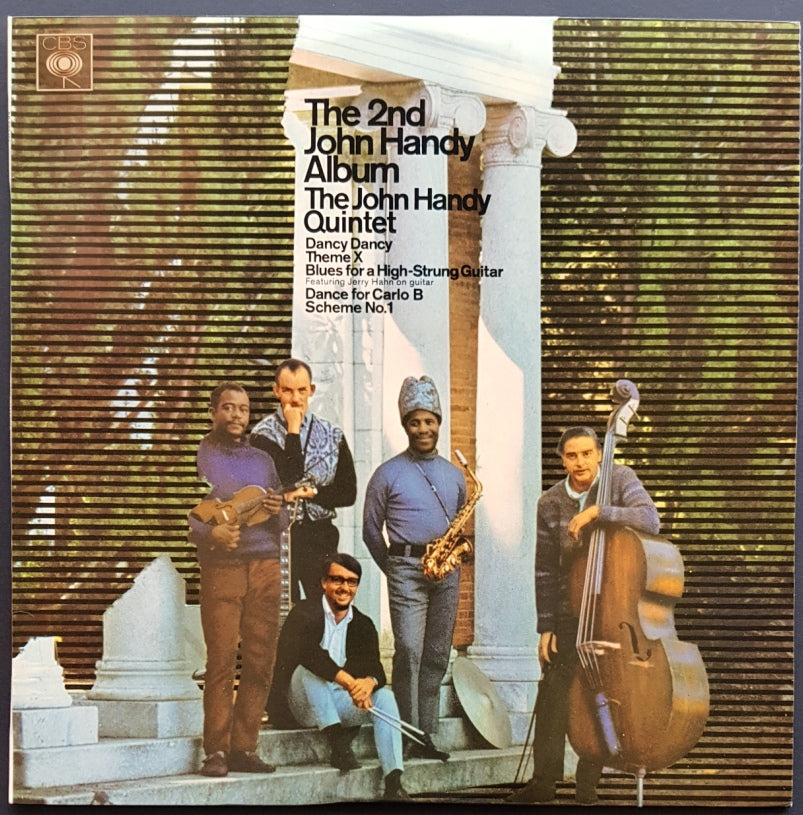 CBS
The 2nd
John Handy
Album
The John Handy
Quintet
Dancy Dancy
Theme X
Blues for a High-Strung Guitar
Featuring Jerry Hahn on guitar
Dance for Carlo B
Scheme No.1